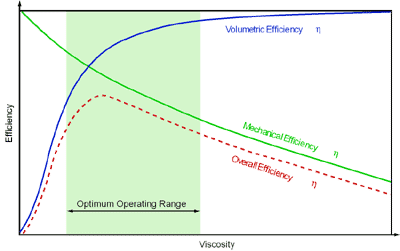 Volumetric Efficiency η
Mechanical Efficiency η
Overall Efficiency η
Optimum Operating Range
Efficiency
Viscosity